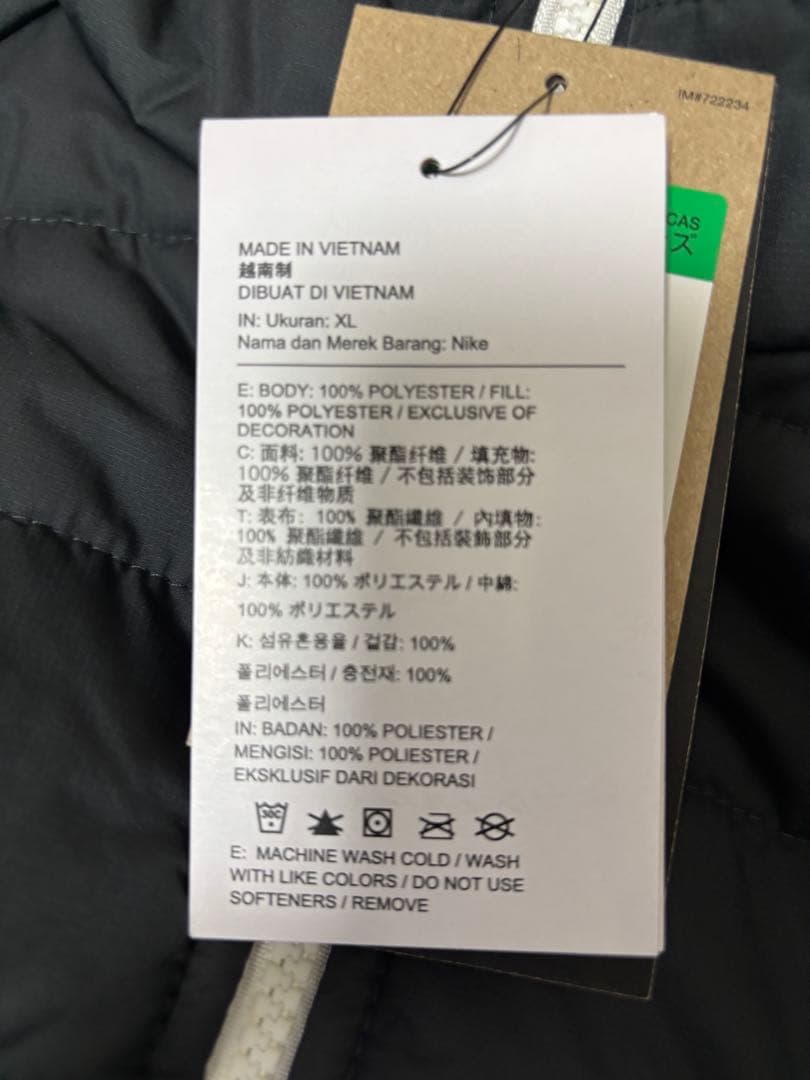 IM#722234
CAS
ズ
MADE IN VIETNAM
越南制
DIBUAT DI VIETNAM
IN: Ukuran: XL
Nama dan Merek Barang: Nike
E: BODY: 100% POLYESTER / FILL:
100% POLYESTER / EXCLUSIVE OF
DECORATION
C: 面料: 100% 聚酯纤维 / 填充物:
100% 聚酯纤维 / 不包括装饰部分
及非纤维物质
T: 表布: 100% 聚酯纖維 / 內填物:
100% 聚酯纖維 / 不包括裝飾部分
及非紡織材料
J: 本体: 100% ポリエステル / 中綿:
100% ポリエステル
K: 섬유혼용율 / 겉감: 100%
폴리에스터 / 충전재: 100%
폴리에스터
IN: BADAN: 100% POLIESTER /
MENGISI: 100% POLIESTER /
EKSKLUSIF DARI DEKORASI
30C
E: MACHINE WASH COLD / WASH
WITH LIKE COLORS / DO NOT USE
SOFTENERS / REMOVE